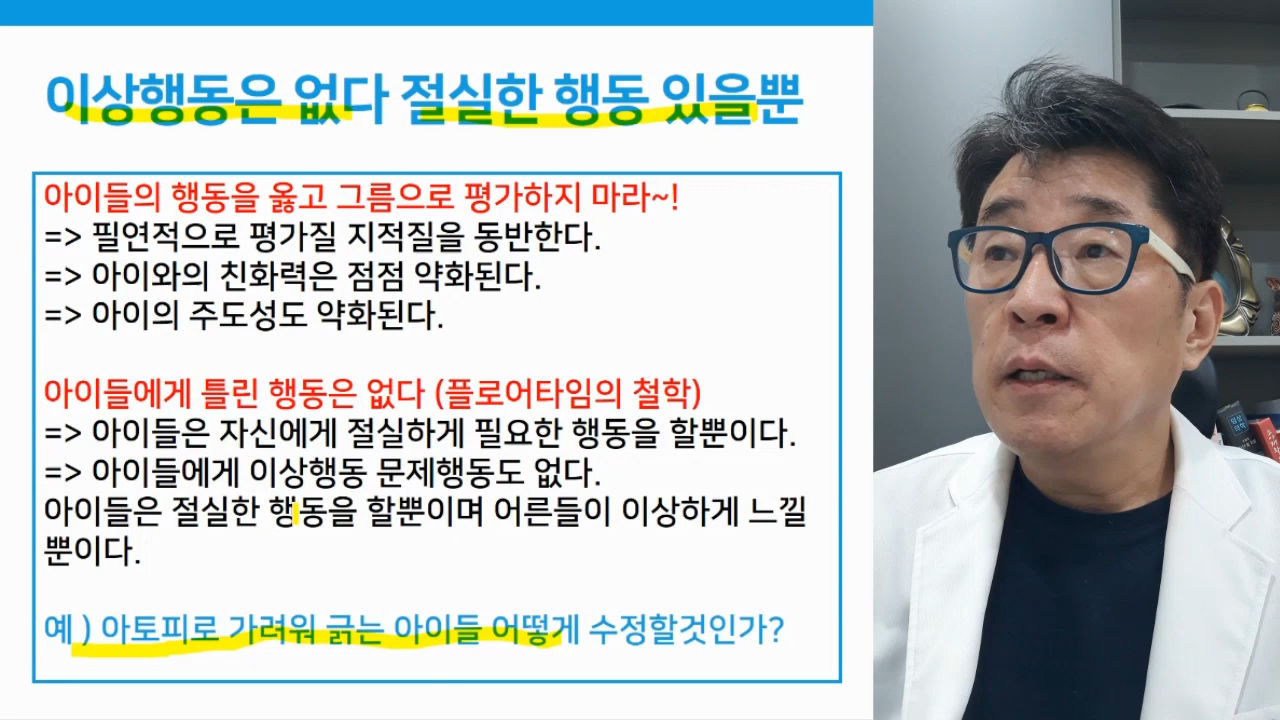 이상행동은 없다 절실한 행동 있을뿐
아이들의 행동을 옳고 그름으로 평가하지 마라~!
=> 필연적으로 평가질 지적질을 동반한다.
=> 아이와의 친화력은 점점 약화된다.
=> 아이의 주도성도 약화된다.
아이들에게 틀린 행동은 없다 (플로어타임의 철학)
=> 아이들은 자신에게 절실하게 필요한 행동을 할뿐이다.
=> 아이들에게 이상행동 문제행동도 없다.
아이들은 절실한 행동을 할뿐이며 어른들이 이상하게 느낄
뿐이다.
예 ) 아토피로 가려워 긁는 아이들 어떻게 수정할것인가?